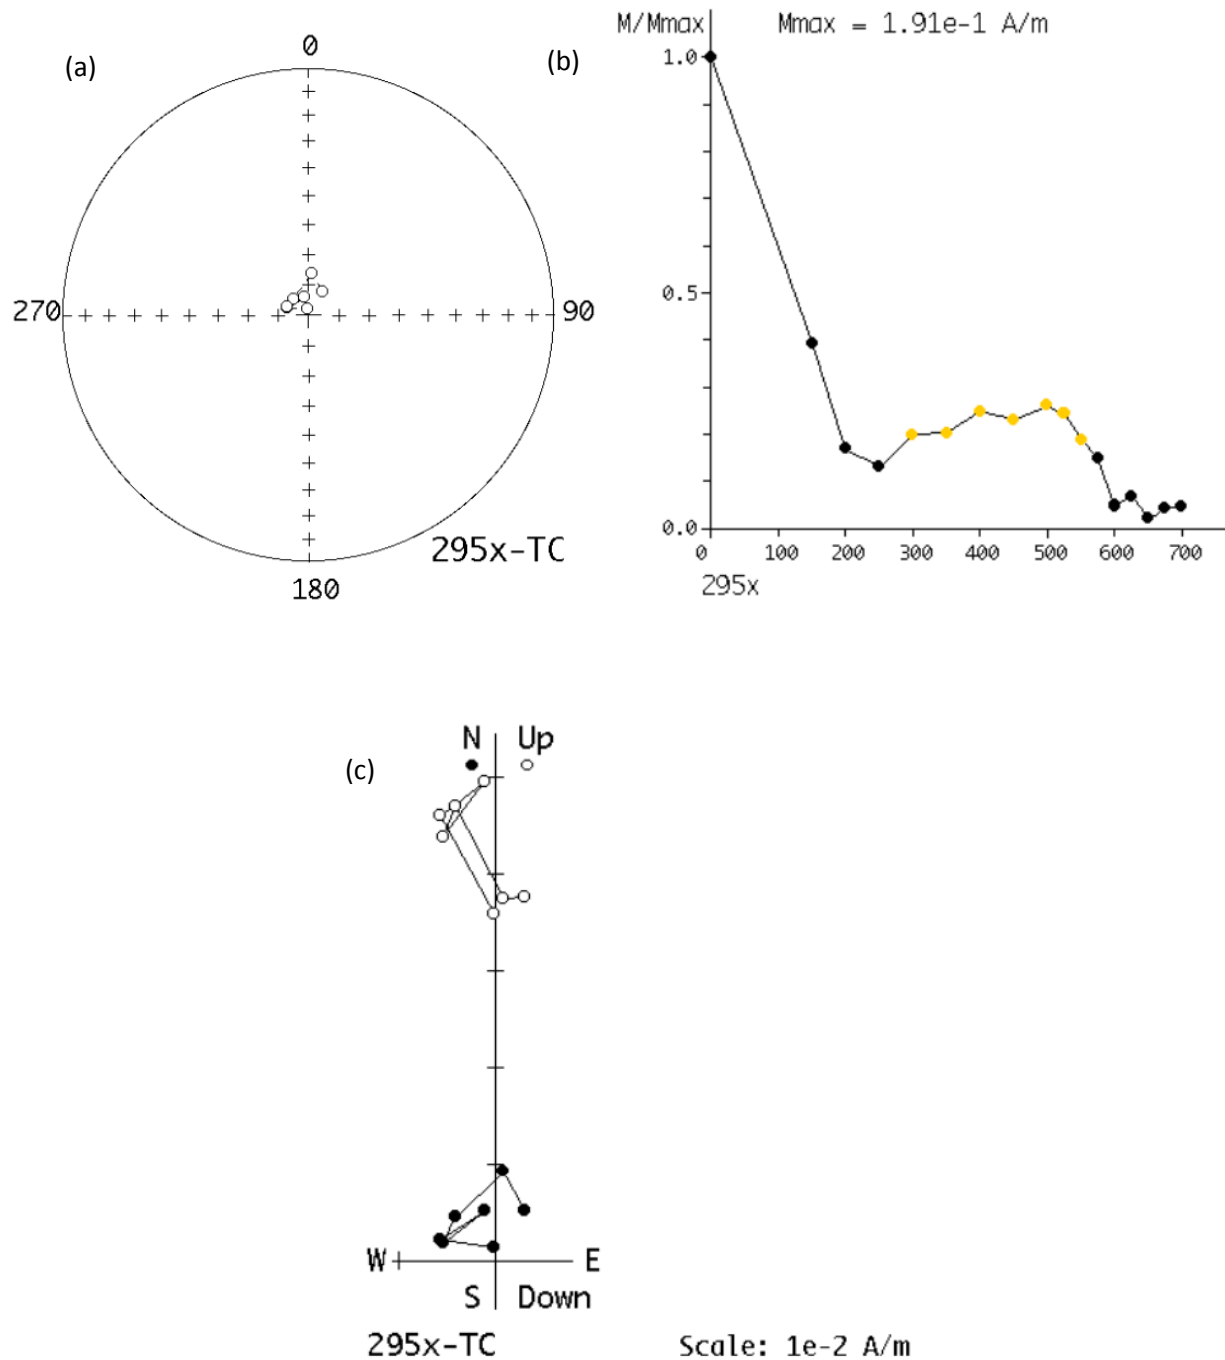 (a)
0
270
90
180
295x-TC
(b)
M/Mmax
Mmax = 1.91e-1 A/m
1.0
0.5
0.0
0 100 200 300 400 500 600 700
295x
(c)
N Up
W E
S Down
295x-TC
Scale: 1e-2 A/m